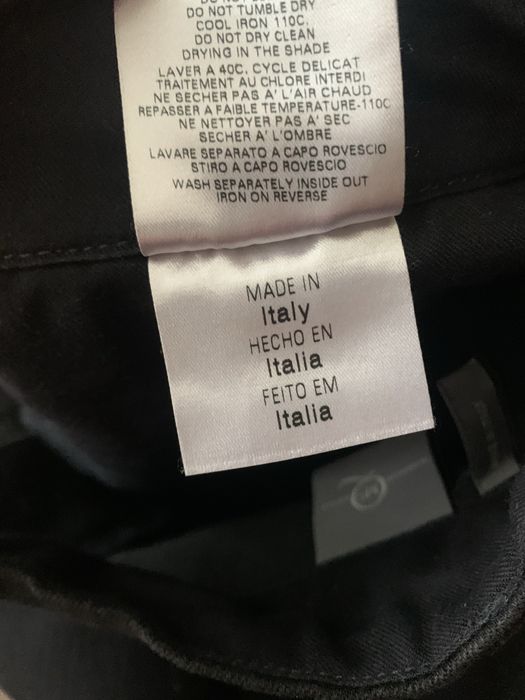 DO NOT TUMBLE DRY
COOL IRON 110C.
DO NOT DRY CLEAN
DRYING IN THE SHADE
LAVER A 40C. CYCLE DELICAT
TRAITEMENT AU CHLORE INTERDI
NE SECHER PAS A' L'AIR CHAUD
REPASSER A FAIBLE TEMPERATURE-110C
NE NETTOYER PAS A' SEC
SECHER A' L'OMBRE
LAVARE SEPARATO A CAPO ROVESCIO
STIRO A CAPO ROVESCIO
WASH SEPARATELY INSIDE OUT
IRON ON REVERSE
MADE IN
Italy
HECHO EN
Italia
FEITO EM
Italia